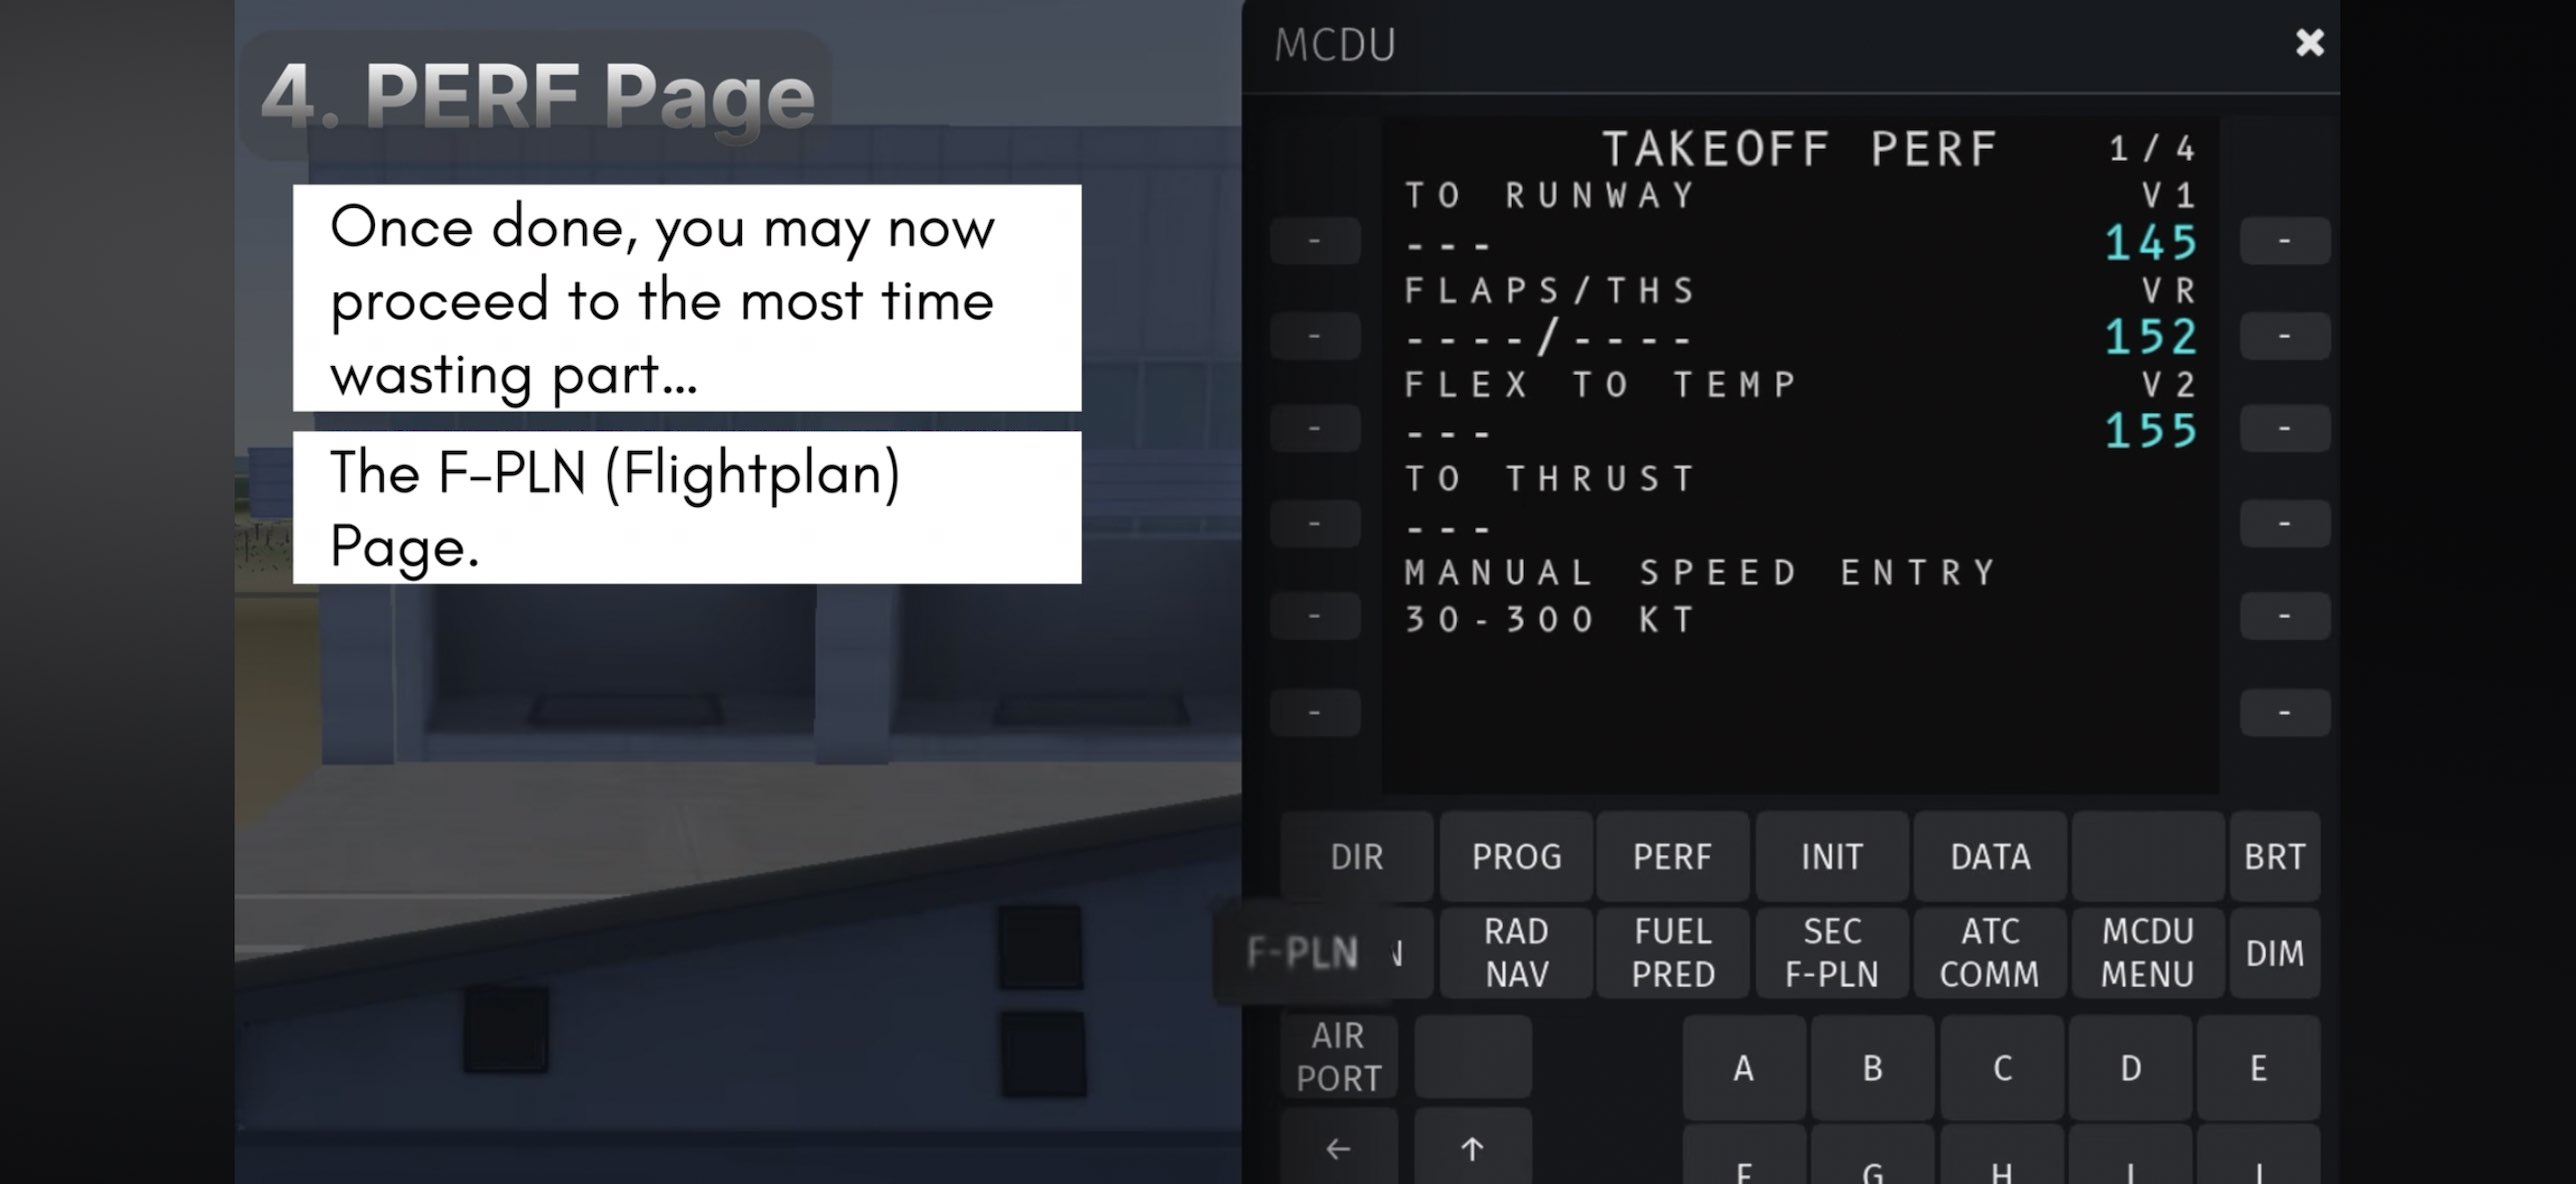 4. PERF Page
Once done, you may now
proceed to the most time
wasting part...
The F-PLN (Flightplan)
Page.
MCDU
TAKEOFF PERF 1/4
TO RUNWAY V1
--- 145
FLAPS/THS VR
----/---- 152
FLEX TO TEMP V2
--- 155
TO THRUST
---
MANUAL SPEED ENTRY
30-300 KT
DIR PROG PERF INIT DATA BRT
F-PLN RAD NAV FUEL PRED SEC F-PLN ATC COMM MCDU MENU DIM
AIR PORT
A B C D E
← ↑
G H